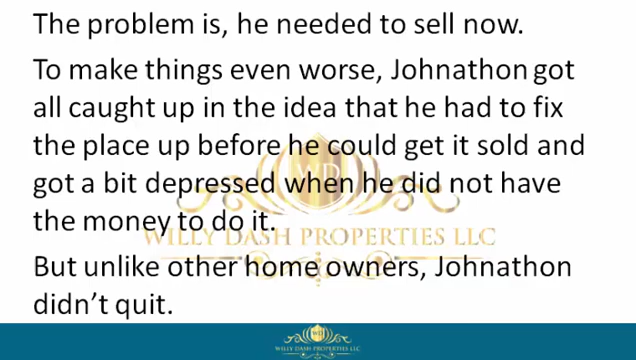 The problem is, he needed to sell now.
To make things even worse, Johnathon got
all caught up in the idea that he had to fix
the place up before he could get it sold and
got a bit depressed when he did not have
the money to do it.
WILLY DASH PROPERTIES LLC
But unlike other home owners, Johnathon
didn’t quit.
WILLY DASH PROPERTIES LLC